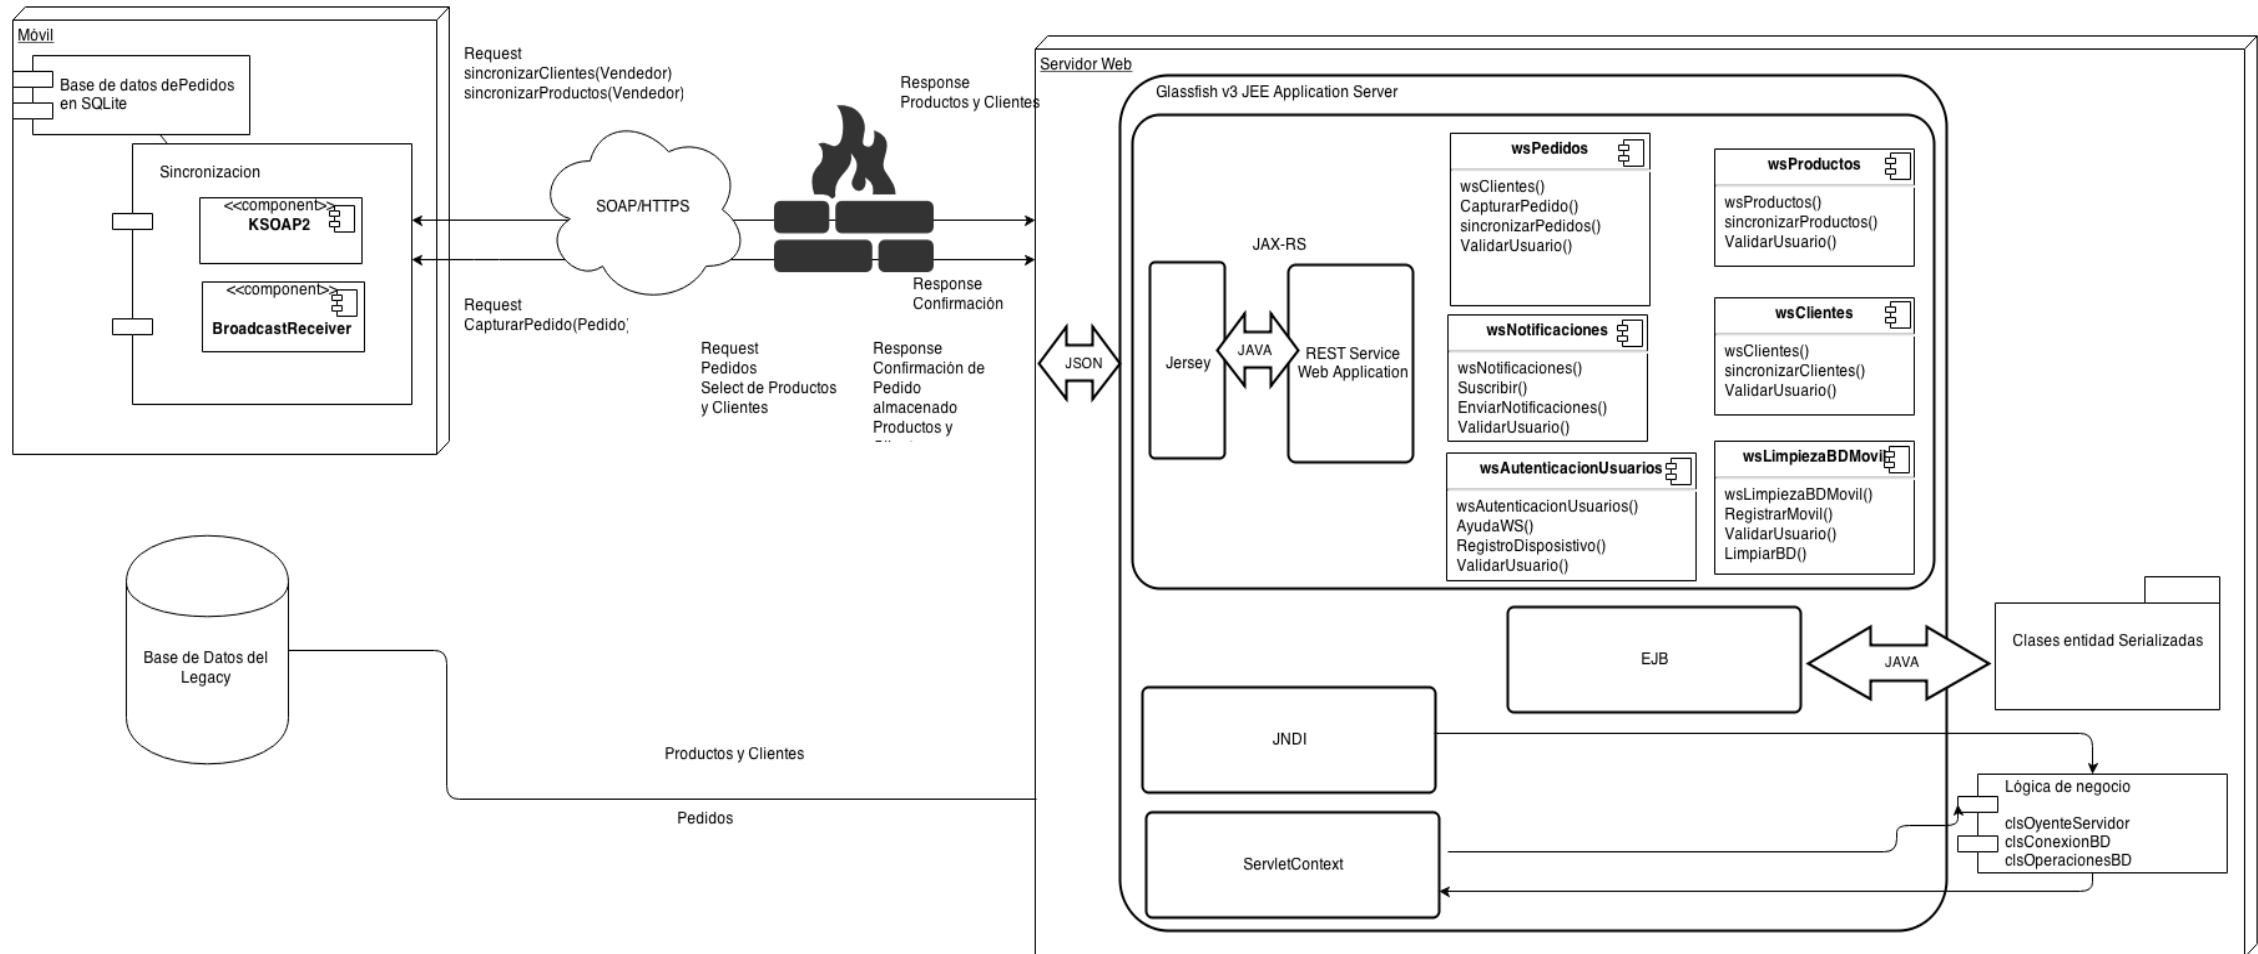 Móvil
Base de datos dePedidos
en SQLite
Sincronizacion
<<component>>
KSOAP2
<<component>>
BroadcastReceiver
Request
sincronizarClientes(Vendedor)
sincronizarProductos(Vendedor)
SOAP/HTTPS
Response
Productos y Clientes
Request
CapturarPedido(Pedido)
Response
Confirmación
Request
Pedidos
Select de Productos
y Clientes
Response
Confirmación de
Pedido
almacenado
Productos y
Base de Datos del
Legacy
Productos y Clientes
Pedidos
Servidor Web
Glassfish v3 JEE Application Server
JSON
JAX-RS
Jersey
JAVA
REST Service
Web Application
wsPedidos
wsClientes()
CapturarPedido()
sincronizarPedidos()
ValidarUsuario()
wsProductos
wsProductos()
sincronizarProductos()
ValidarUsuario()
wsNotificaciones
wsNotificaciones()
Suscribir()
EnviarNotificaciones()
ValidarUsuario()
wsClientes
wsClientes()
sincronizarClientes()
ValidarUsuario()
wsAutenticacionUsuarios
wsAutenticacionUsuarios()
AyudaWS()
RegistroDisposistivo()
ValidarUsuario()
wsLimpiezaBDMovil
wsLimpiezaBDMovil()
RegistrarMovil()
ValidarUsuario()
LimpiarBD()
EJB
JAVA
Clases entidad Serializadas
JNDI
ServletContext
Lógica de negocio
clsOyenteServidor
clsConexionBD
clsOperacionesBD